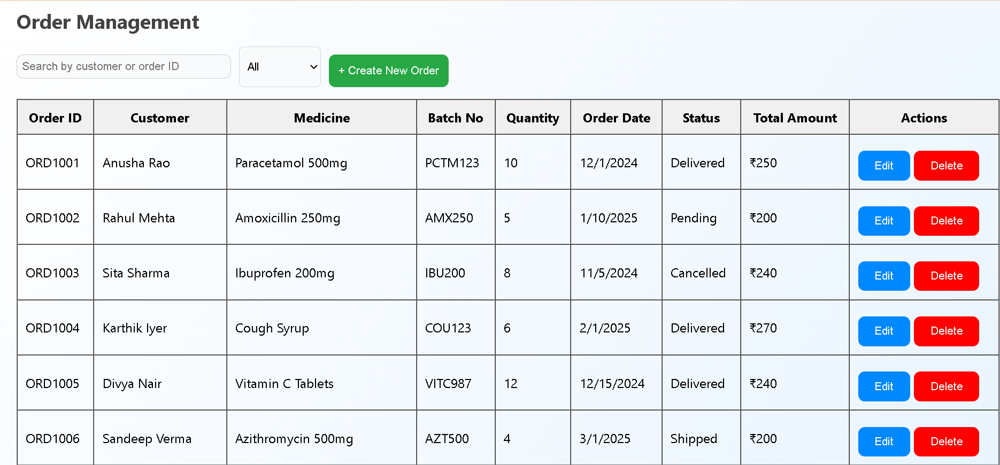 Order Management
Search by customer or order ID All + Create New Order
Order ID Customer Medicine Batch No Quantity Order Date Status Total Amount Actions
ORD1001 Anusha Rao Paracetamol 500mg PCTM123 10 12/1/2024 Delivered ₹250 Edit Delete
ORD1002 Rahul Mehta Amoxicillin 250mg AMX250 5 1/10/2025 Pending ₹200 Edit Delete
ORD1003 Sita Sharma Ibuprofen 200mg IBU200 8 11/5/2024 Cancelled ₹240 Edit Delete
ORD1004 Karthik Iyer Cough Syrup COU123 6 2/1/2025 Delivered ₹270 Edit Delete
ORD1005 Divya Nair Vitamin C Tablets VITC987 12 12/15/2024 Delivered ₹240 Edit Delete
ORD1006 Sandeep Verma Azithromycin 500mg AZT500 4 3/1/2025 Shipped ₹200 Edit Delete